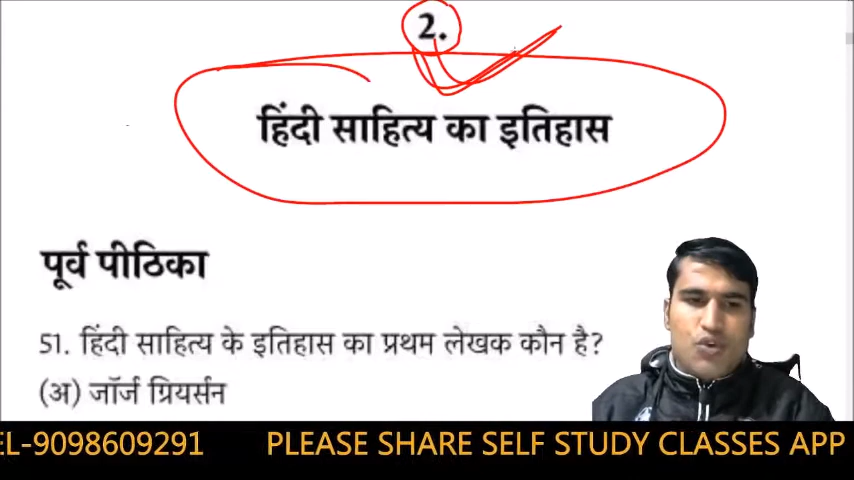 2.
हिंदी साहित्य का इतिहास
पूर्व पीठिका
51. हिंदी साहित्य के इतिहास का प्रथम लेखक कौन है?
(अ) जॉर्ज ग्रियर्सन
EL-9098609291 PLEASE SHARE SELF STUDY CLASSES APP